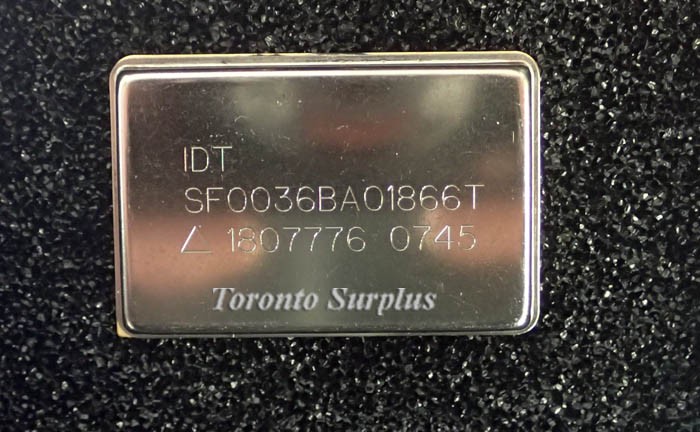 IDT
SF0036BA01866T
△ 1807776 0745
Toronto Surplus